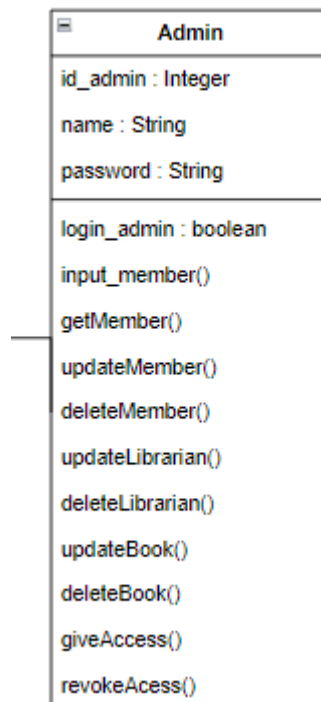 Admin
id_admin : Integer
name : String
password : String
login_admin : boolean
input_member()
getMember()
updateMember()
deleteMember()
updateLibrarian()
deleteLibrarian()
updateBook()
deleteBook()
giveAccess()
revokeAcess()